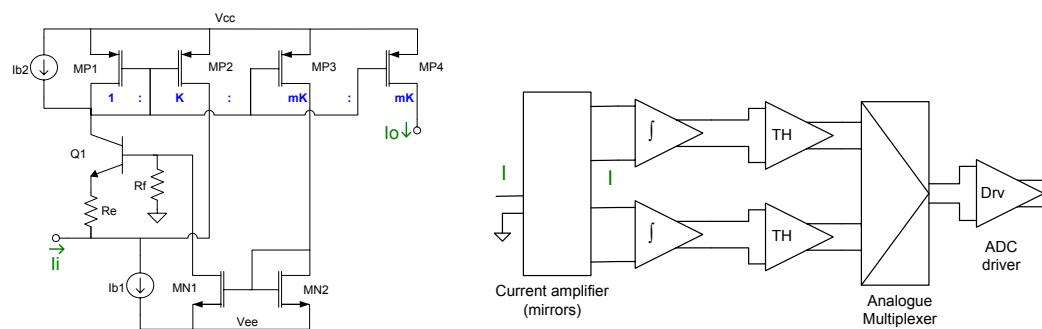 Vcc
Ib2
MP1
MP2
MP3
MP4
1 : K : mK : mK
Io
Q1
Rf
Re
Ii
Ib1
MN1
MN2
Vee
I
I
∫
TH
∫
TH
Drv
Current amplifier
(mirrors)
Analogue
Multiplexer
ADC
driver